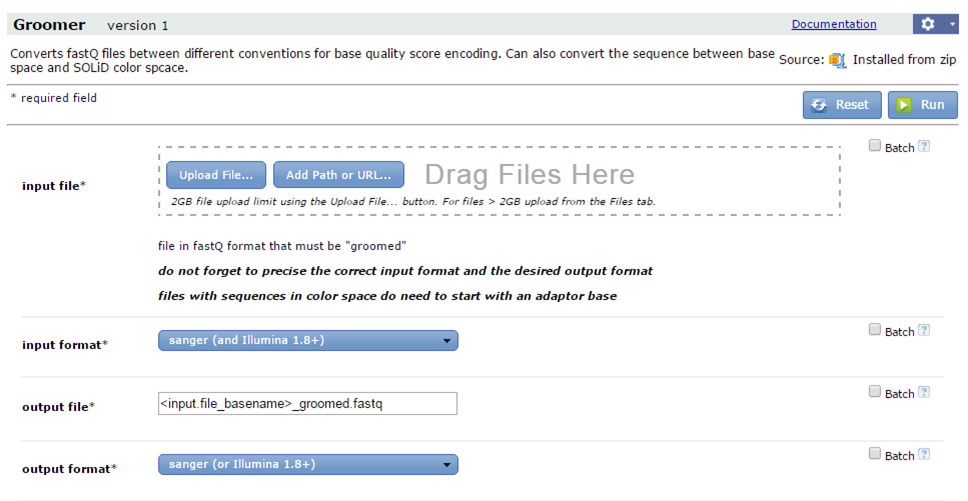 Groomer version 1 Documentation
Converts fastQ files between different conventions for base quality score encoding. Can also convert the sequence between base
space and SOLiD color spcace.
Source: Installed from zip
* required field
Reset Run
Batch ?
input file*
Upload File... Add Path or URL... Drag Files Here
2GB file upload limit using the Upload File... button. For files > 2GB upload from the Files tab.
file in fastQ format that must be "groomed"
do not forget to precise the correct input format and the desired output format
files with sequences in color space do need to start with an adaptor base
Batch ?
input format* sanger (and Illumina 1.8+)
Batch ?
output file* <input.file_basename>_groomed.fastq
Batch ?
output format* sanger (or Illumina 1.8+)